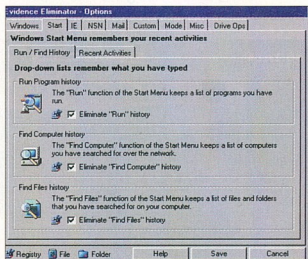 vidence Eliminator - Options
Windows Start IE NSN Mail Custom Mode Misc Drive Ops
Windows Start Menu remembers your recent activities
Run / Find History Recent Activities
Drop-down lists remember what you have typed
Run Program history
The "Run" function of the Start Menu keeps a list of programs you have
run.
Eliminate "Run" history
Find Computer history
The "Find Computer" function of the Start Menu keeps a list of computers
you have searched for over the network.
Eliminate "Find Computer" history
Find Files history
The "Find Files" function of the Start Menu keeps a list of files and folders
that you have searched for on your computer.
Eliminate "Find Files" history
Registry File Folder Help Save Cancel